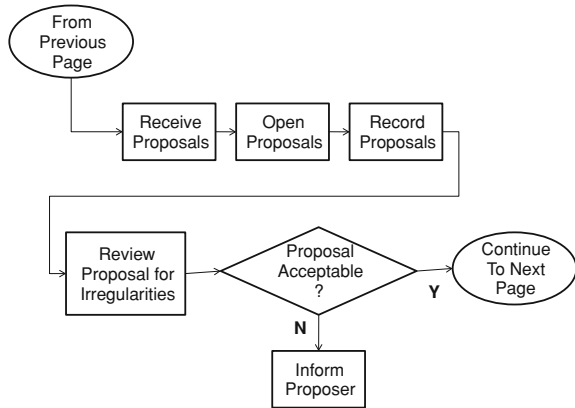 From
Previous
Page
Receive
Proposals
Open
Proposals
Record
Proposals
Review
Proposal for
Irregularities
Proposal
Acceptable
?
Continue
To Next
Page
Y
N
Inform
Proposer